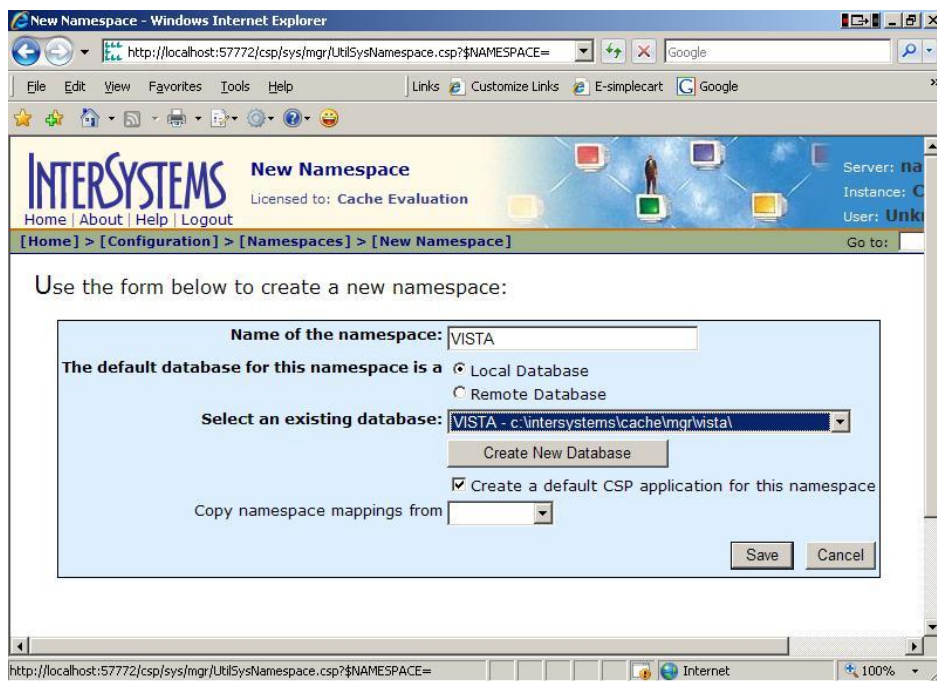 New Namespace - Windows Internet Explorer
http://localhost:57772/csp/sys/mgr/UtilSysNamespace.csp?$NAMESPACE=
Google
File Edit View Favorites Tools Help
Links Customize Links E-simplecart Google
INTERSYSTEMS
New Namespace
Licensed to: Cache Evaluation
Server: na
Instance: C
User: Unk
Home | About | Help | Logout
[Home] > [Configuration] > [Namespaces] > [New Namespace]
Go to:
Use the form below to create a new namespace:
Name of the namespace: VISTA
The default database for this namespace is a Local Database
Remote Database
Select an existing database: VISTA - c:\intersystems\cache\mgr\vista\
Create New Database
Create a default CSP application for this namespace
Copy namespace mappings from
Save Cancel
http://localhost:57772/csp/sys/mgr/UtilSysNamespace.csp?$NAMESPACE=
Internet
100%